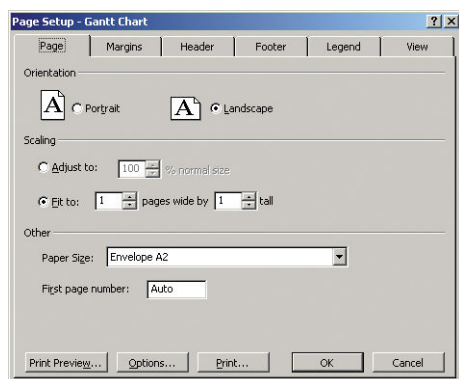 Page Setup - Gantt Chart
Page Margins Header Footer Legend View
Orientation
A Portrait A Landscape
Scaling
Adjust to: 100 % normal size
Fit to: 1 pages wide by 1 tall
Other
Paper Size: Envelope A2
First page number: Auto
Print Preview... Options... Print... OK Cancel